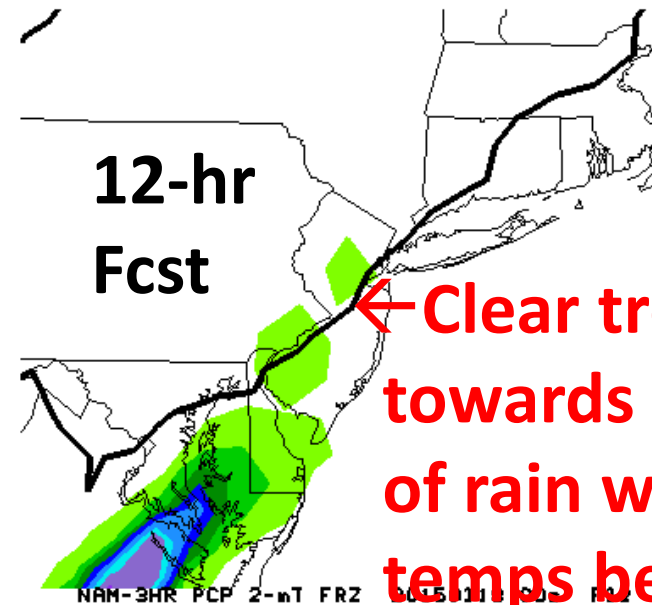 12-hr
Fcst
←Clear tr
towards
of rain w
temps be
NAM-3HR PCP 2-mT FRZ